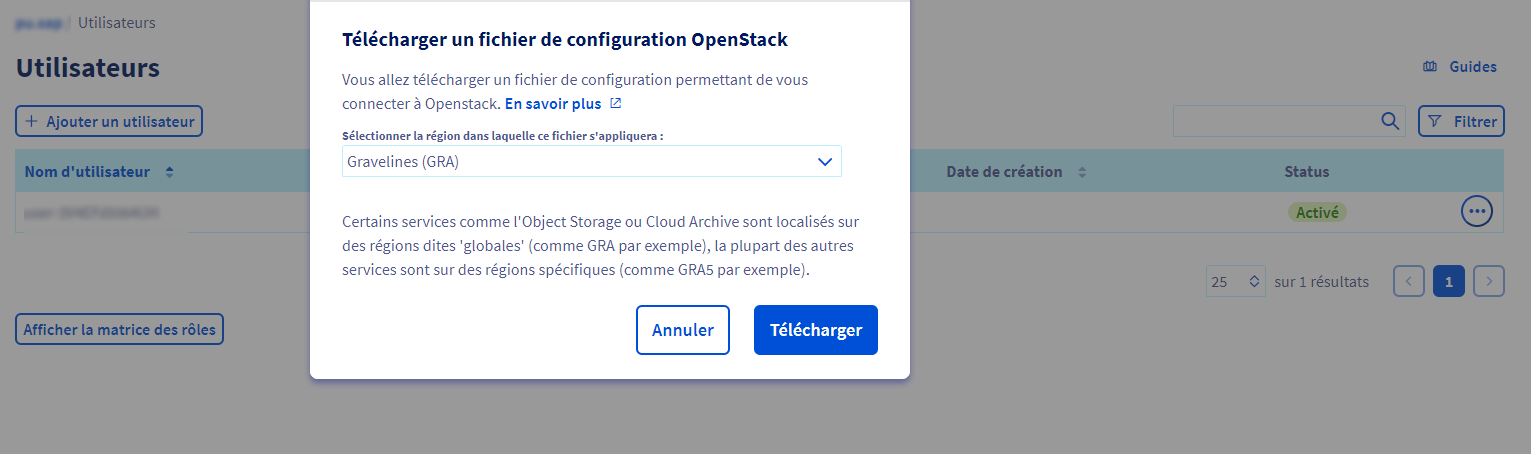 Utilisateurs
Utilisateurs
Guides
Ajouter un utilisateur
Filtrer
Nom d'utilisateur
Date de création
Status
Activé
25
sur 1 résultats
1
Afficher la matrice des rôles
Télécharger un fichier de configuration OpenStack
Vous allez télécharger un fichier de configuration permettant de vous
connecter à Openstack. En savoir plus
Sélectionner la région dans laquelle ce fichier s'appliquera :
Gravelines (GRA)
Certains services comme l'Object Storage ou Cloud Archive sont localisés sur
des régions dites 'globales' (comme GRA par exemple), la plupart des autres
services sont sur des régions spécifiques (comme GRA5 par exemple).
Annuler
Télécharger